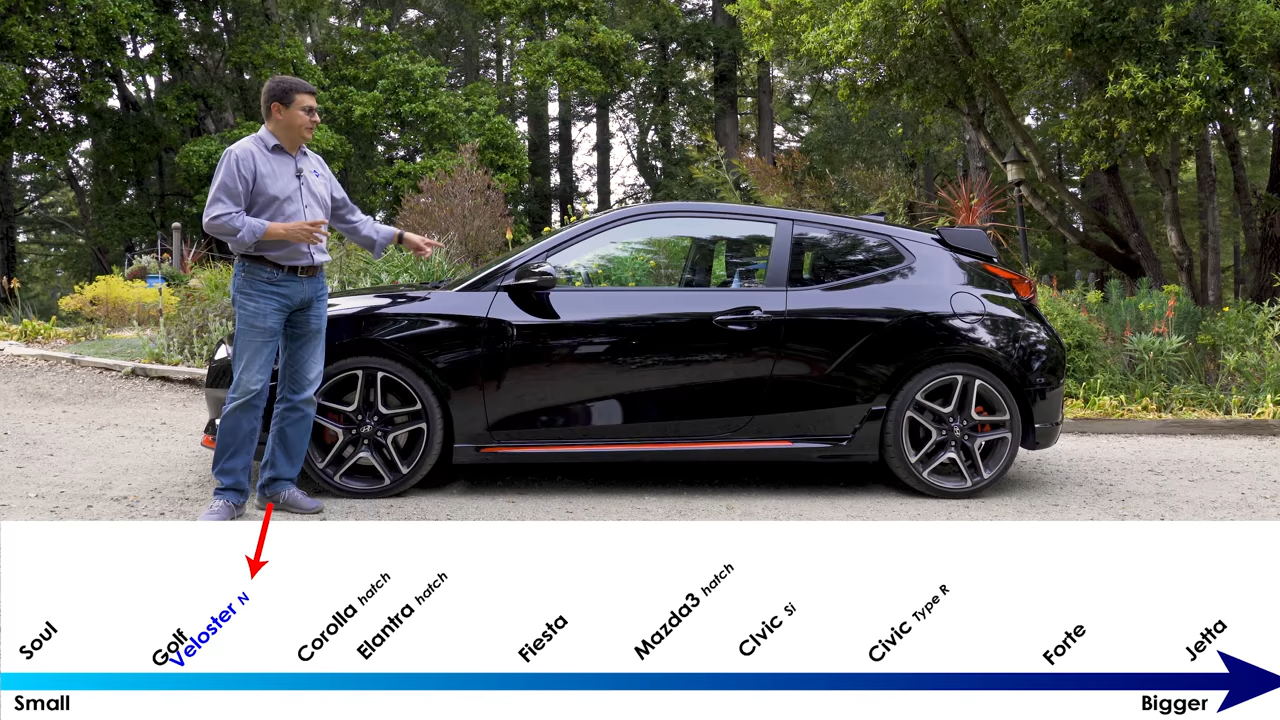 Soul
Golf
Veloster N
Corolla hatch
Elantra hatch
Fiesta
Mazda3 hatch
CIvic Si
Civic Type R
Forte
Jetta
Small
Bigger